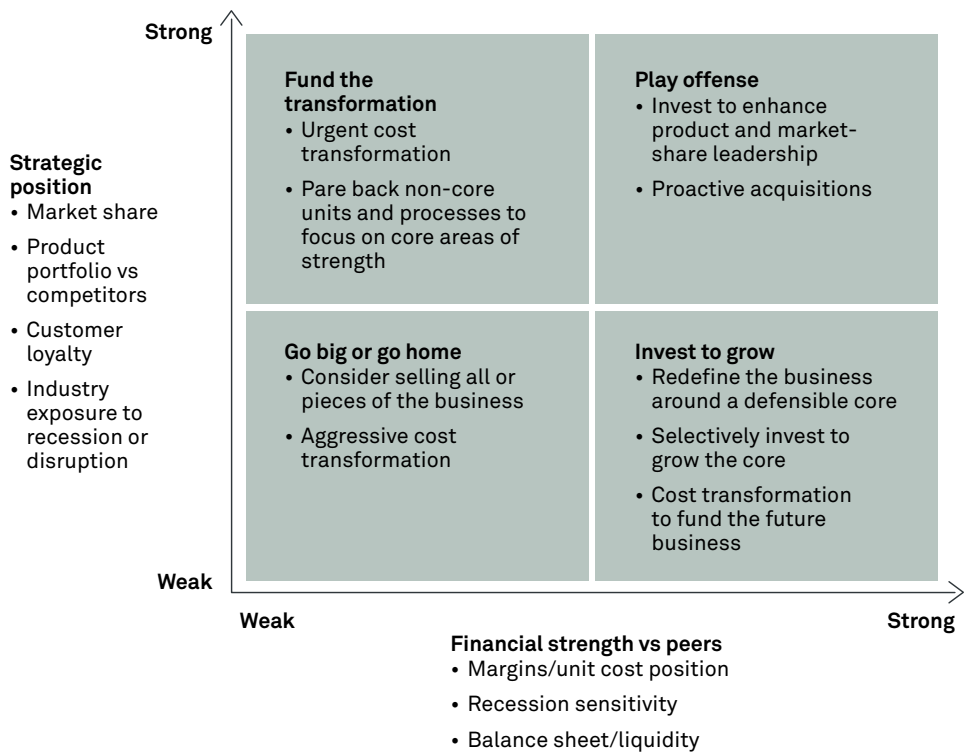 Strong
Fund the
transformation
• Urgent cost
transformation
• Pare back non-core
units and processes to
focus on core areas of
strength
Play offense
• Invest to enhance
product and market-
share leadership
• Proactive acquisitions
Strategic
position
• Market share
• Product
portfolio vs
competitors
• Customer
loyalty
• Industry
exposure to
recession or
disruption
Go big or go home
• Consider selling all or
pieces of the business
• Aggressive cost
transformation
Invest to grow
• Redefine the business
around a defensible core
• Selectively invest to
grow the core
• Cost transformation
to fund the future
business
Weak
Weak
Strong
Financial strength vs peers
• Margins/unit cost position
• Recession sensitivity
• Balance sheet/liquidity